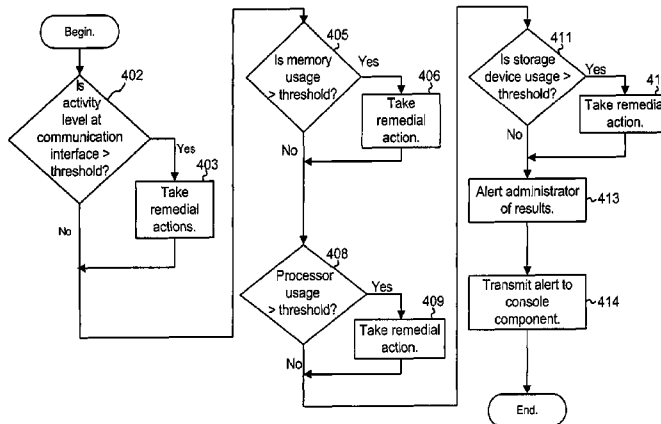 Begin.
402
Is
activity
level at
communication
interface >
threshold?
Yes
403
Take
remedial
actions.
No
405
Is memory
usage
> threshold?
Yes
406
Take
remedial
action.
No
408
Processor
usage
> threshold?
Yes
409
Take remedial
action.
No
411
Is storage
device usage >
threshold?
Yes
Take remedial
action.
No
Alert administrator
of results.
413
Transmit alert to
console
component.
414
End.